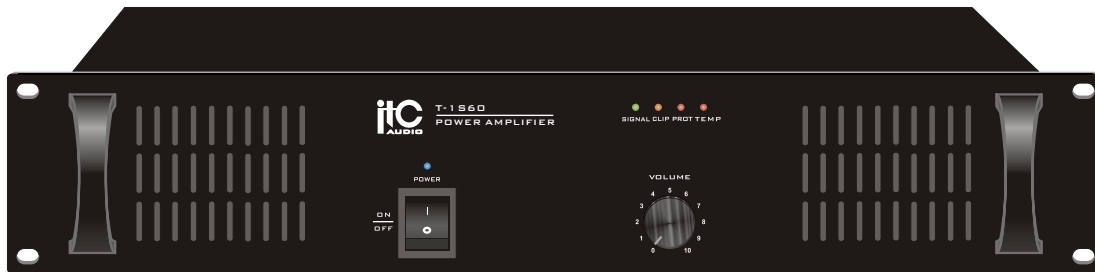 itC
AUDIO
T-1S60
POWER AMPLIFIER
SIGNAL CLIP PROT TEMP
POWER
ON
OFF
I
O
VOLUME
0 1 2 3 4 5 6 7 8 9 10